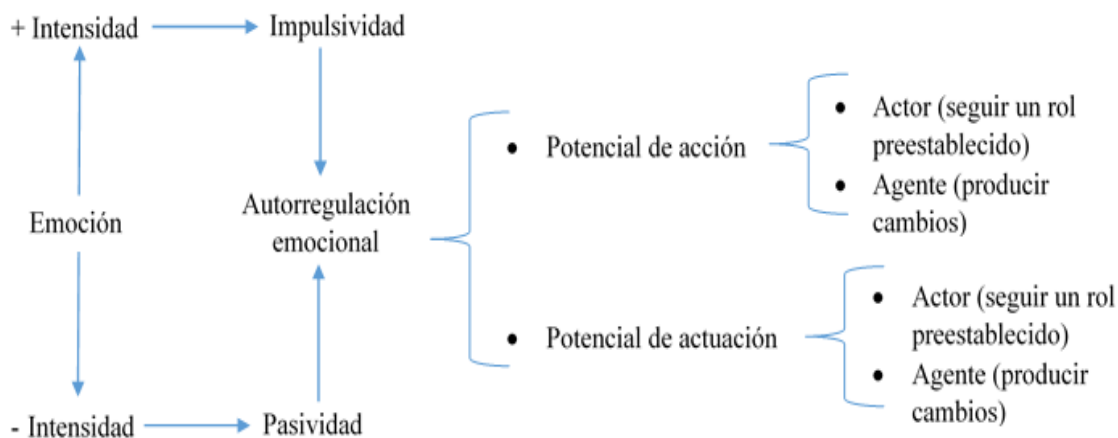 + Intensidad
Impulsividad
Emoción
Autorregulación
emocional
- Intensidad
Pasividad
• Potencial de acción
• Actor (seguir un rol
preestablecido)
• Agente (producir
cambios)
• Potencial de actuación
• Actor (seguir un rol
preestablecido)
• Agente (producir
cambios)